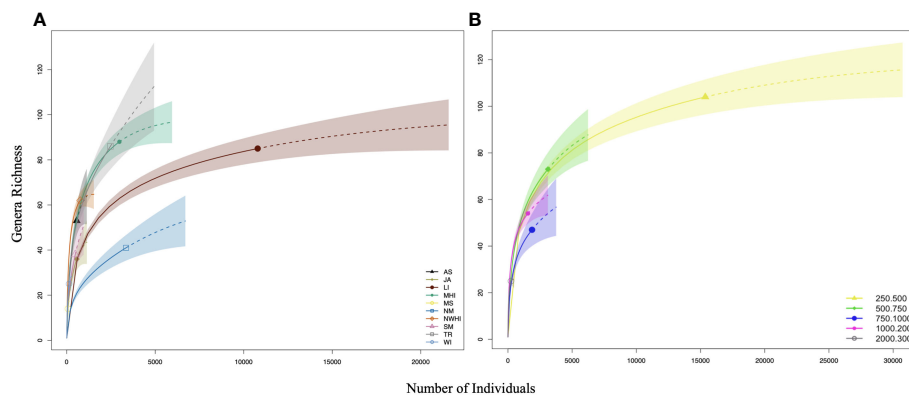 A
B
Genera Richness
0 20 40 60 80 100 120
0 5000 10000 15000 20000
AS
JA
LI
MHI
MS
NM
NWHI
SM
TR
WI
0 20 40 60 80 100 120
0 5000 10000 15000 20000 25000 30000
250.500
500.750
750.1000
1000.200
2000.300
Number of Individuals